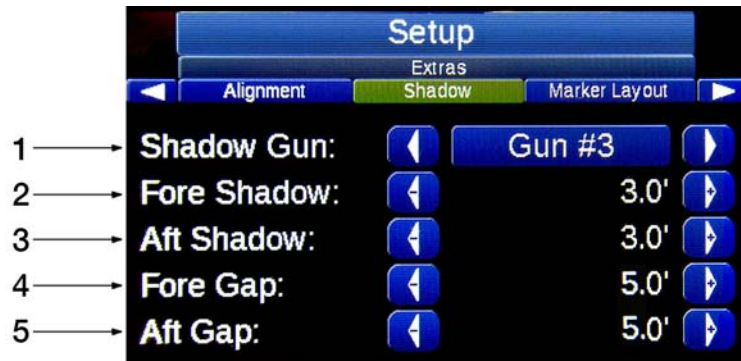 Setup
Extras
Alignment Shadow Marker Layout
1 Shadow Gun: Gun #3
2 Fore Shadow: - 3.0' +
3 Aft Shadow: - 3.0' +
4 Fore Gap: - 5.0' +
5 Aft Gap: - 5.0' +